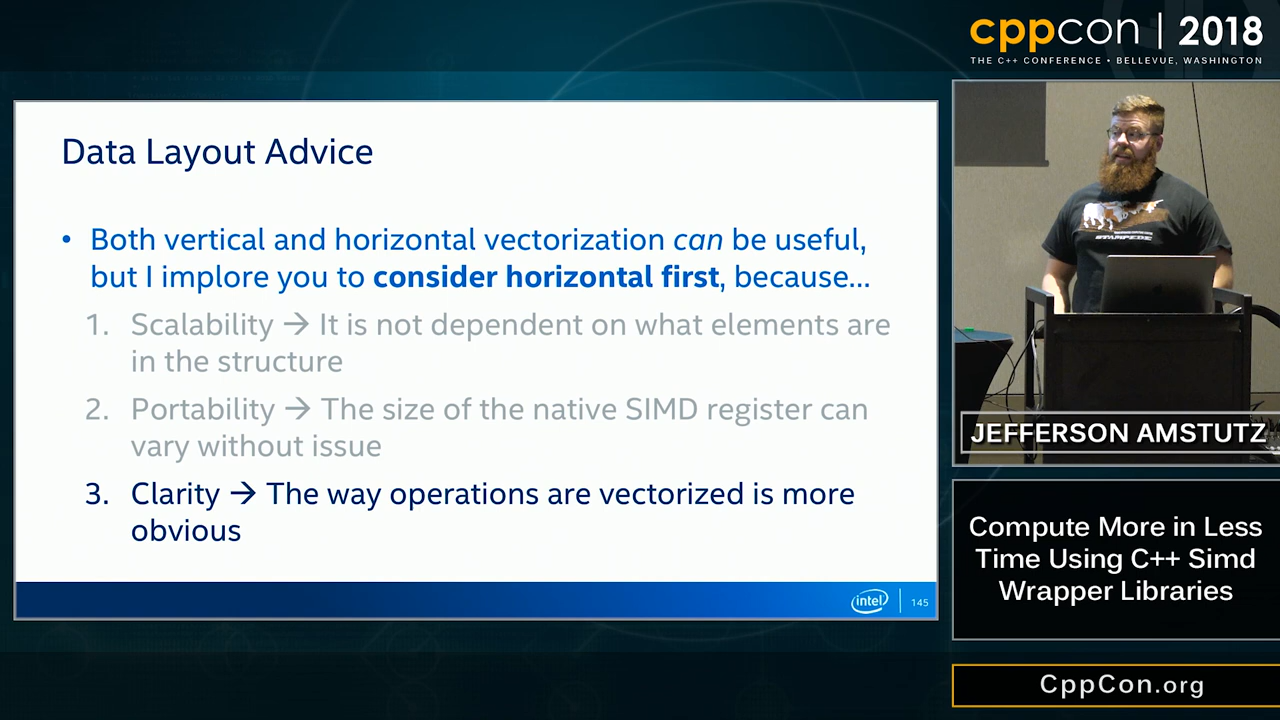 cppcon | 2018
THE C++ CONFERENCE • BELLEVUE, WASHINGTON
Data Layout Advice
• Both vertical and horizontal vectorization can be useful,
but I implore you to consider horizontal first, because...
1. Scalability → It is not dependent on what elements are
in the structure
2. Portability → The size of the native SIMD register can
vary without issue
3. Clarity → The way operations are vectorized is more
obvious
intel
145
STAMPEDE
JEFFERSON AMSTUTZ
Compute More in Less
Time Using C++ Simd
Wrapper Libraries
CppCon.org